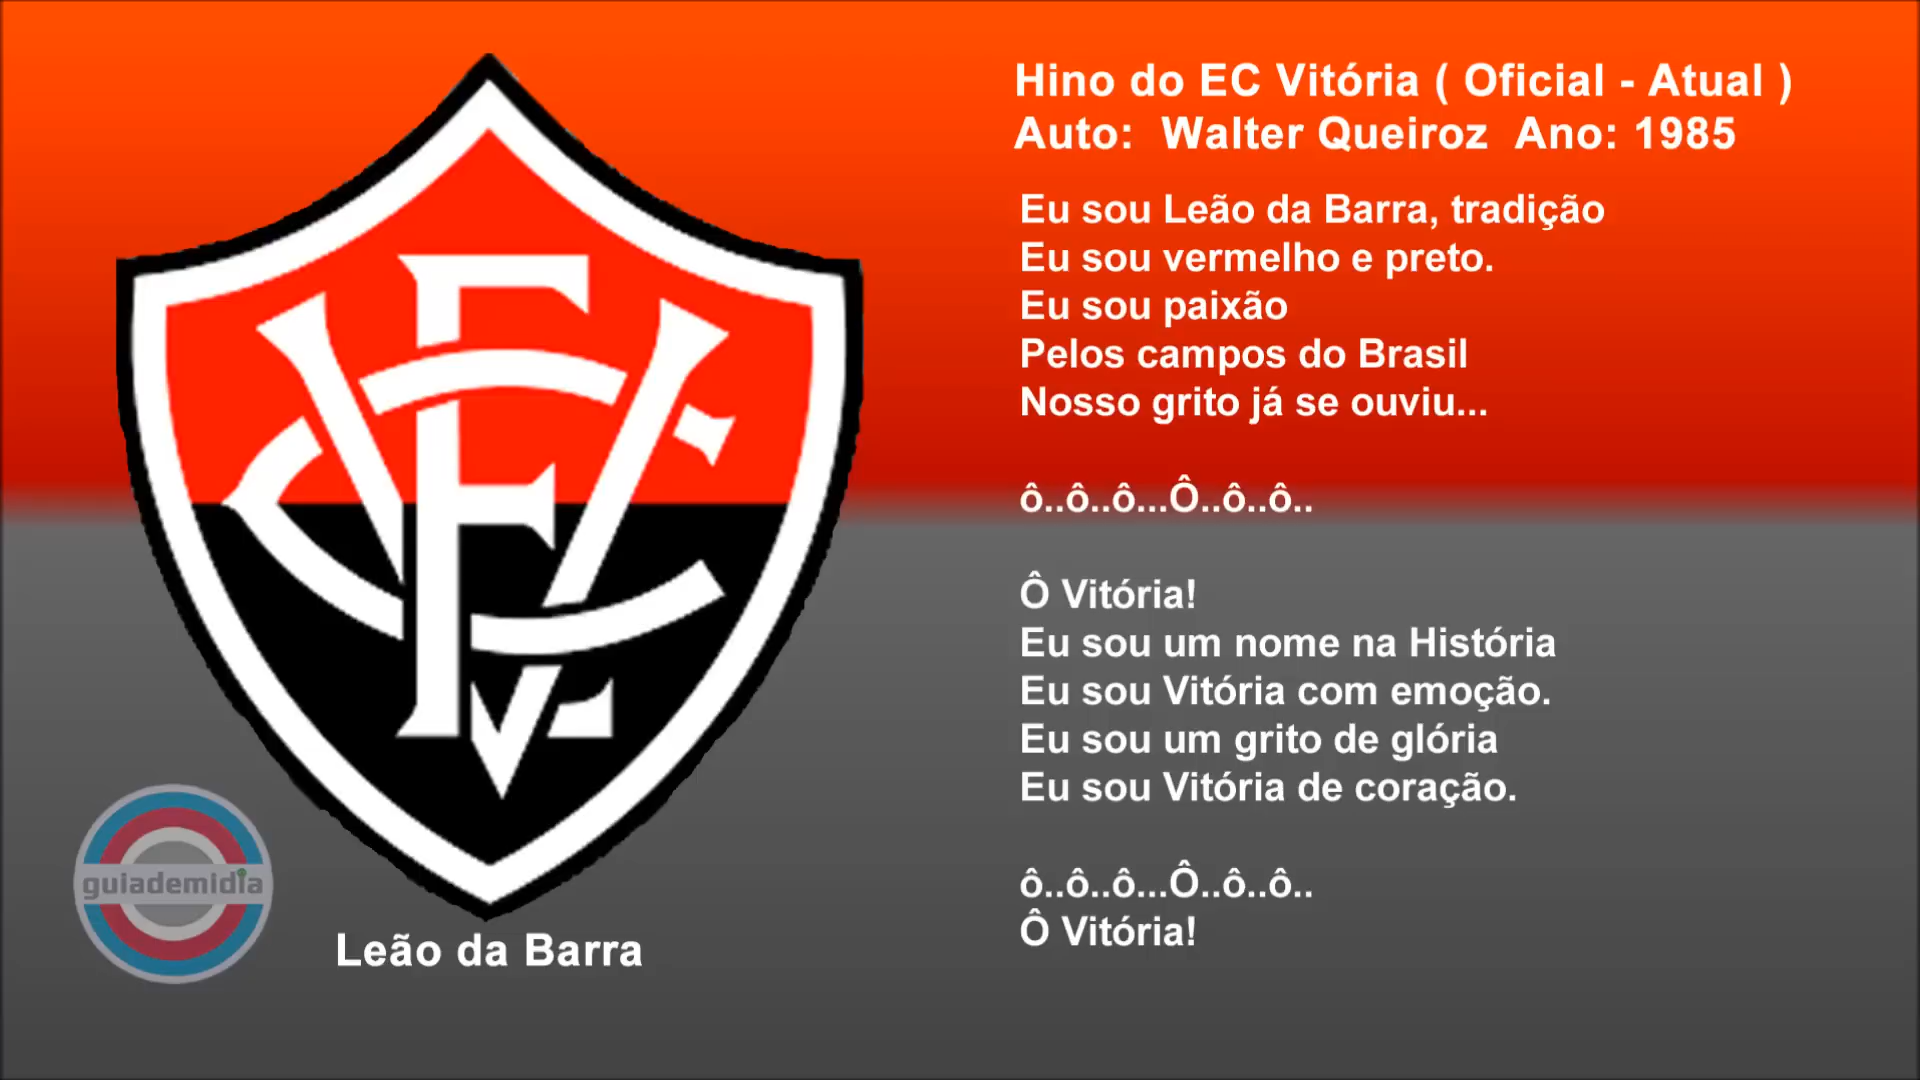 Hino do EC Vitória ( Oficial - Atual )
Auto: Walter Queiroz Ano: 1985
Eu sou Leão da Barra, tradição
Eu sou vermelho e preto.
Eu sou paixão
Pelos campos do Brasil
Nosso grito já se ouviu...
ô..ô..ô...Ô..ô..ô..
Ô Vitória!
Eu sou um nome na História
Eu sou Vitória com emoção.
Eu sou um grito de glória
Eu sou Vitória de coração.
ô..ô..ô...Ô..ô..ô..
Ô Vitória!
ECV
guiademidia
Leão da Barra